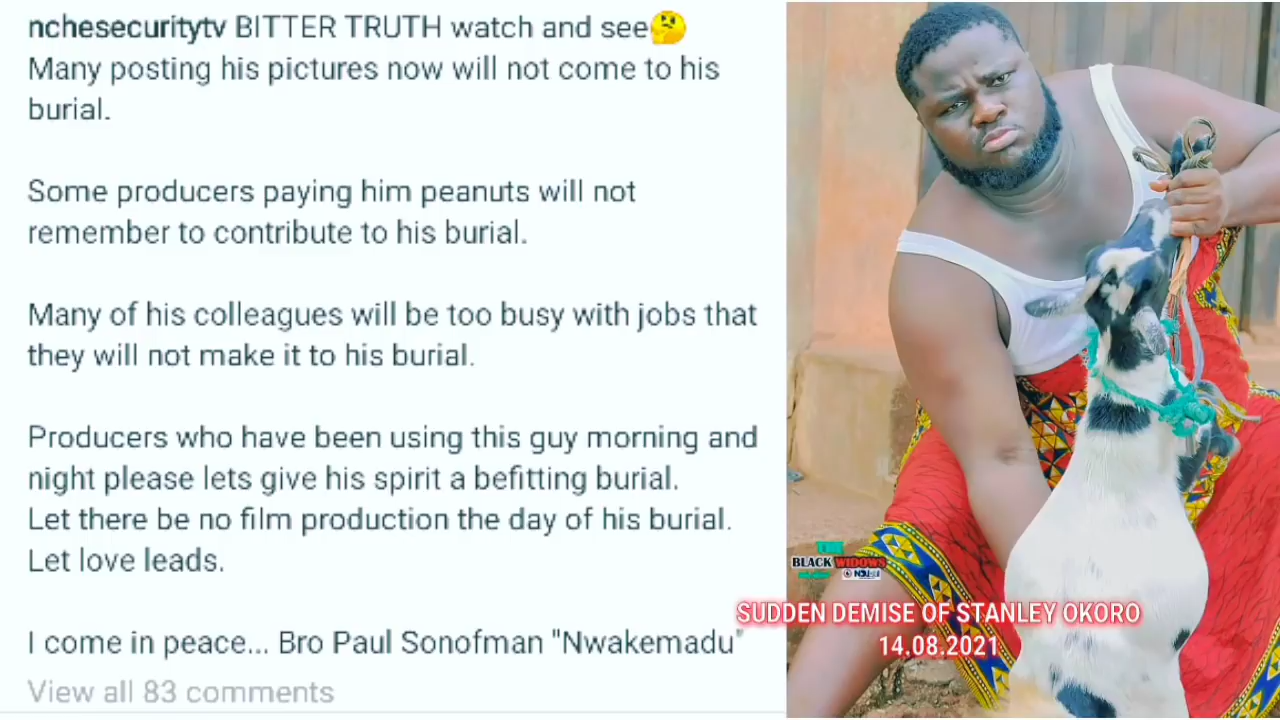 nchesecuritytv BITTER TRUTH watch and see🤔
Many posting his pictures now will not come to his
burial.
Some producers paying him peanuts will not
remember to contribute to his burial.
Many of his colleagues will be too busy with jobs that
they will not make it to his burial.
Producers who have been using this guy morning and
night please lets give his spirit a befitting burial.
Let there be no film production the day of his burial.
Let love leads.
I come in peace... Bro Paul Sonofman "Nwakemadu"
View all 83 comments
THE
BLACK WIDOWS
SUDDEN DEMISE OF STANLEY OKORO
14.08.2021